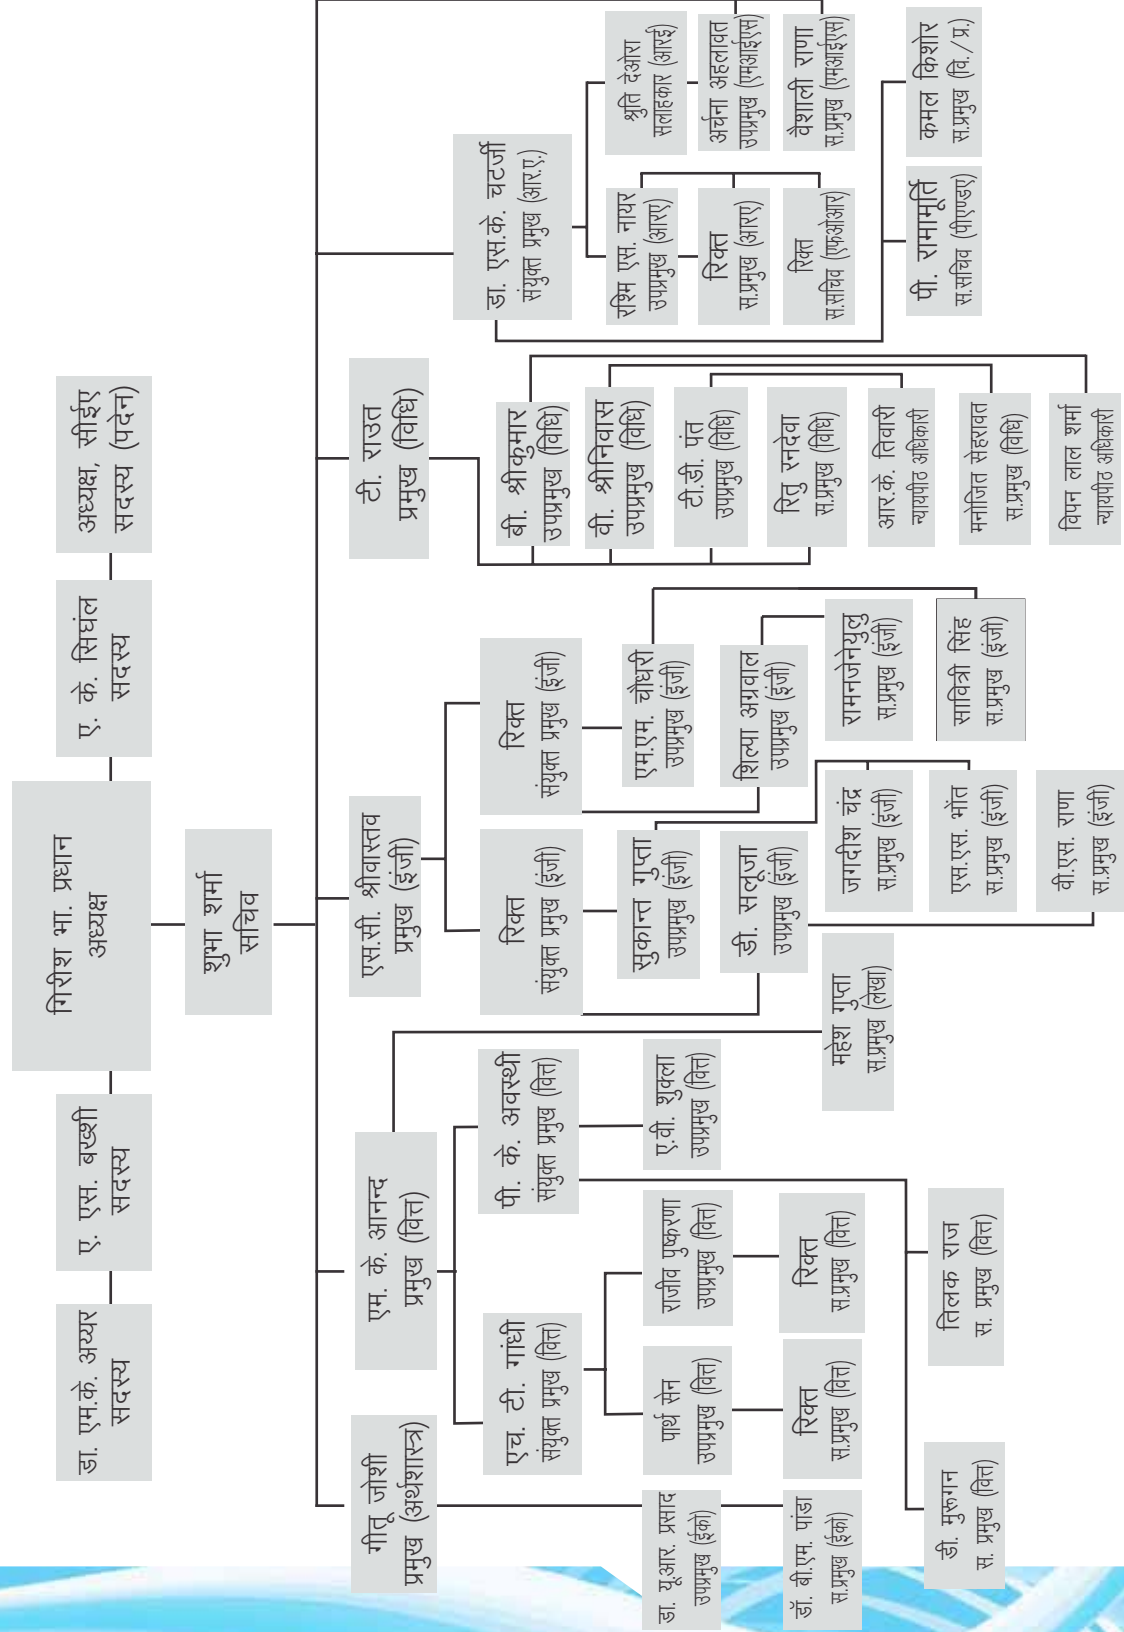 गिरीश भा. प्रधान
अध्यक्ष
डा. एम.के. अय्यर
सदस्य
ए. एस. बख्शी
सदस्य
ए. के. सिघंल
सदस्य
अध्यक्ष, सीईए
सदस्य (पदेन)
शुभा शर्मा
सचिव
गीतू जोशी
प्रमुख (अर्थशास्त्र)
एम. के. आनन्द
प्रमुख (वित्त)
एस.सी. श्रीवास्तव
प्रमुख (इंजी)
टी. राउत
प्रमुख (विधि)
डा. एस.के. चटर्जी
संयुक्त प्रमुख (आर.ए.)
एच. टी. गांधी
संयुक्त प्रमुख (वित्त)
पी. के. अवस्थी
संयुक्त प्रमुख (वित्त)
रिक्त
संयुक्त प्रमुख (इंजी)
रिक्त
संयुक्त प्रमुख (इंजी)
डा. यू.आर. प्रसाद
उपप्रमुख (ईको)
डॉ. बी.एम. पांडा
स.प्रमुख (ईको)
पार्थ सेन
उपप्रमुख (वित्त)
राजीव पुष्करणा
उपप्रमुख (वित्त)
ए.वी. शुक्ला
उपप्रमुख (वित्त)
रिक्त
स.प्रमुख (वित्त)
रिक्त
स.प्रमुख (वित्त)
महेश गुप्ता
स.प्रमुख (लेखा)
डी. मुरूगन
स. प्रमुख (वित्त)
तिलक राज
स. प्रमुख (वित्त)
सुकान्त गुप्ता
उपप्रमुख (इंजी)
एम.एम. चौधरी
उपप्रमुख (इंजी)
डी. सलूजा
उपप्रमुख (इंजी)
शिल्पा अग्रवाल
उपप्रमुख (इंजी)
जगदीश चंद्र
स.प्रमुख (इंजी)
रामनजेनेयुलु
स.प्रमुख (इंजी)
एस.एस. भोंत
स.प्रमुख (इंजी)
सावित्री सिंह
स.प्रमुख (इंजी)
वी.एस. राणा
स.प्रमुख (इंजी)
बी. श्रीकुमार
उपप्रमुख (विधि)
वी. श्रीनिवास
उपप्रमुख (विधि)
टी.डी. पंत
उपप्रमुख (विधि)
रितु रनदेवा
स.प्रमुख (विधि)
आर.के. तिवारी
न्यायपीठ अधिकारी
मनोजित सेहरावत
स.प्रमुख (विधि)
विपन लाल शर्मा
न्यायपीठ अधिकारी
रश्मि एस. नायर
उपप्रमुख (आरए)
श्रुति देओरा
सलाहकार (आरई)
रिक्त
स.प्रमुख (आरए)
अर्चना अहलावत
उपप्रमुख (एमआईएस)
रिक्त
स.सचिव (एफओआर)
वैशाली राणा
स.प्रमुख (एमआईएस)
पी. रामामूर्ति
स.सचिव (पीएण्डए)
कमल किशोर
स.प्रमुख (वि./प्र.)